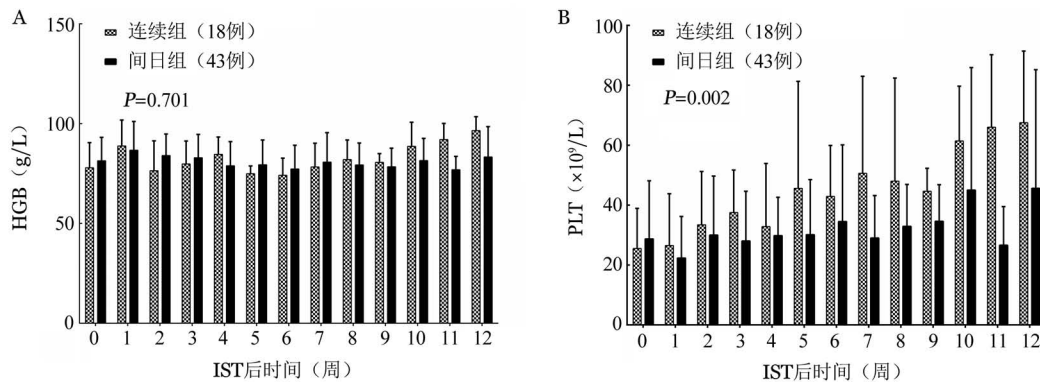 A
150
连续组（18例）
间日组（43例）
P=0.701
100
50
0
HGB（g/L）
0 1 2 3 4 5 6 7 8 9 10 11 12
IST后时间（周）
B
100
连续组（18例）
间日组（43例）
P=0.002
80
60
40
20
0
PLT（×10⁹/L）
0 1 2 3 4 5 6 7 8 9 10 11 12
IST后时间（周）